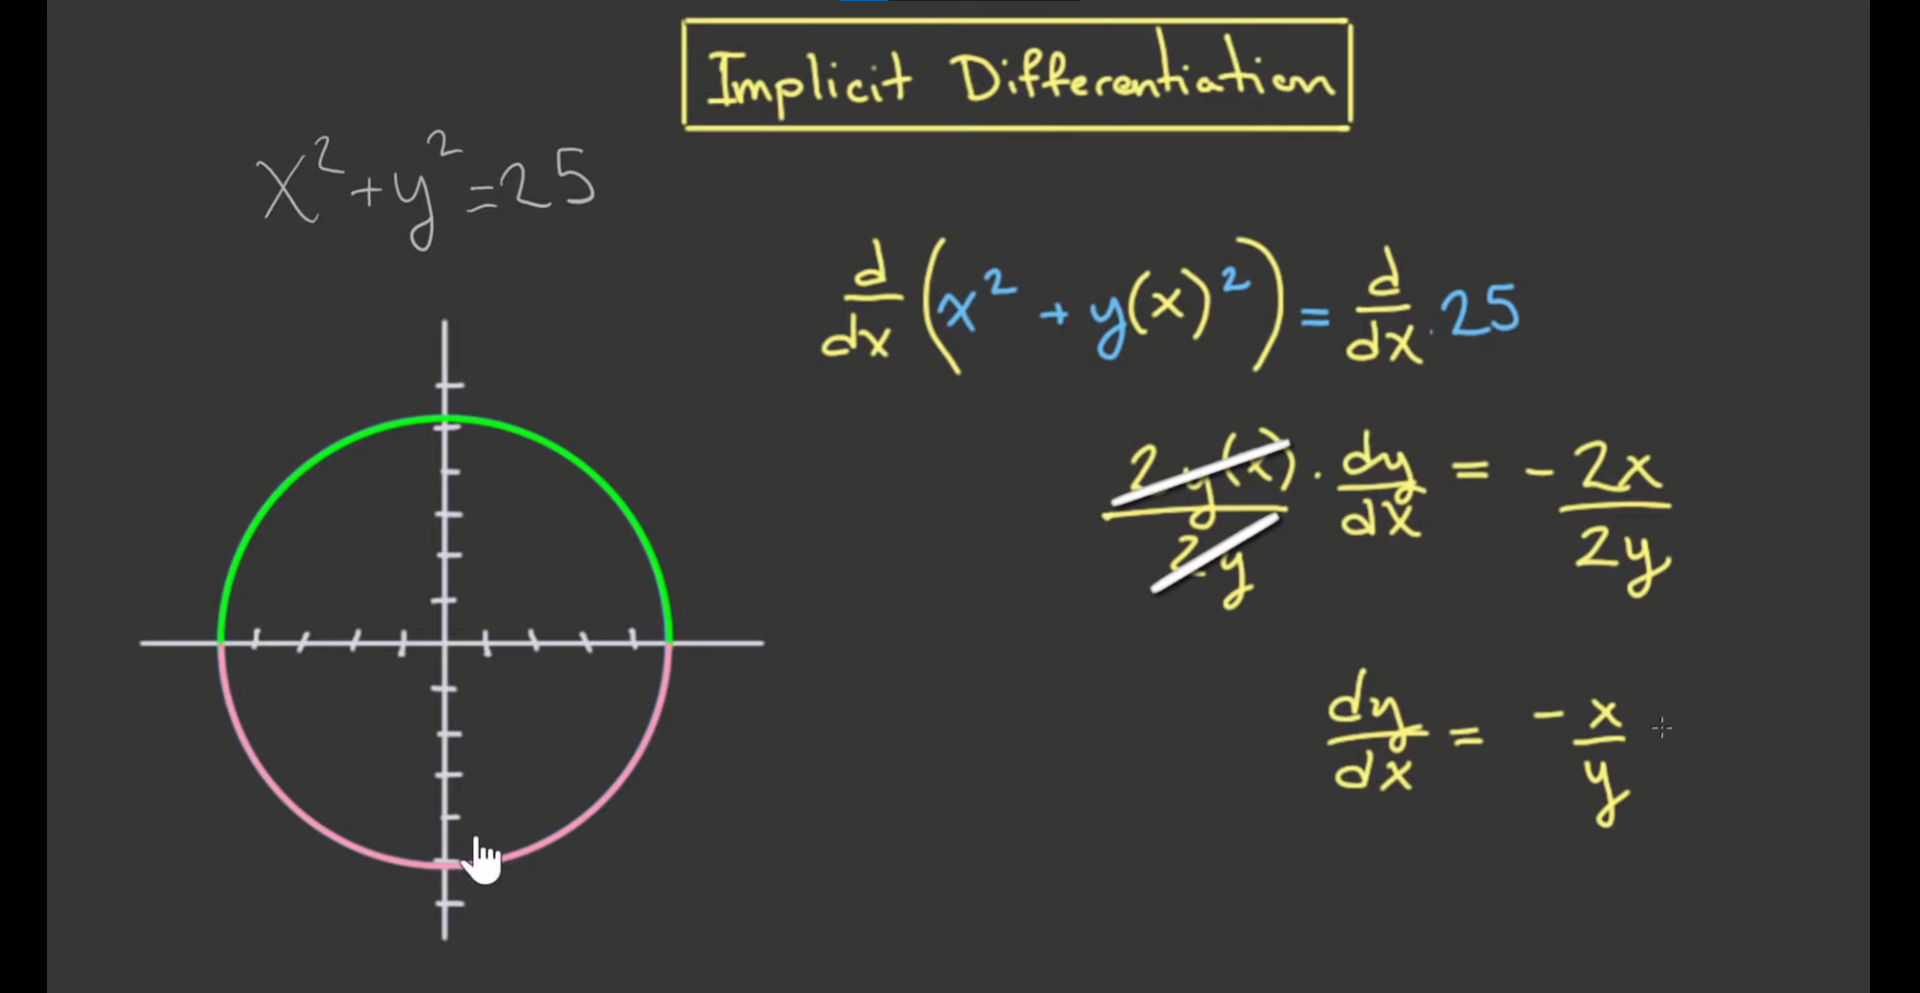 Implicit Differentiation
x² + y² = 25
d/dx (x² + y(x)²) = d/dx . 25
2y(x)/2y · dy/dx = - 2x/2y
dy/dx = - x/y